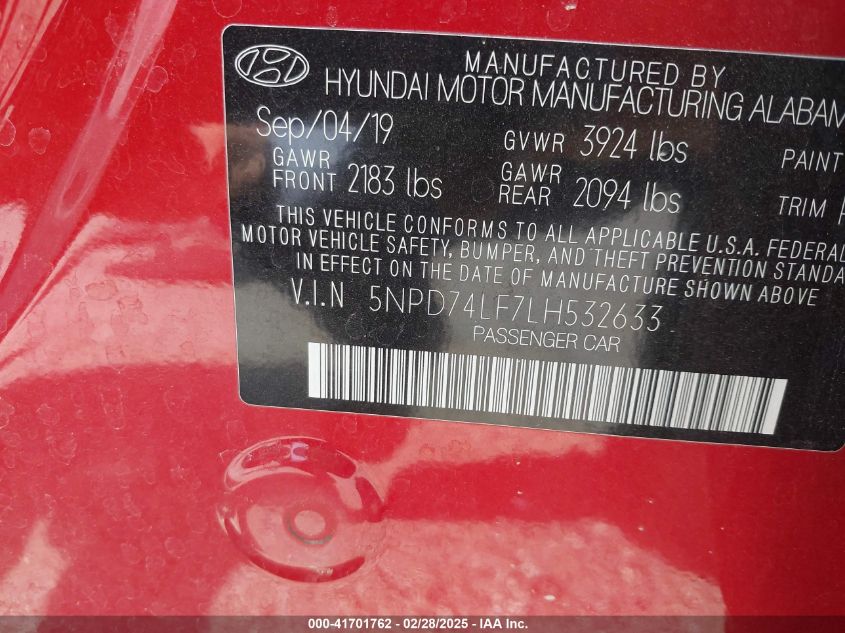 MANUFACTURED BY
HYUNDAI MOTOR MANUFACTURING ALABAM
Sep/04/19 GVWR 3924 lbs PAINT
GAWR FRONT 2183 lbs GAWR REAR 2094 lbs TRIM
THIS VEHICLE CONFORMS TO ALL APPLICABLE U.S.A. FEDERAL
MOTOR VEHICLE SAFETY, BUMPER, AND THEFT PREVENTION STANDA
IN EFFECT ON THE DATE OF MANUFACTURE SHOWN ABOVE
V.I.N 5NPD74LF7LH532633
PASSENGER CAR
000-41701762 - 02/28/2025 - Copyright © 2025 - IAA Inc.